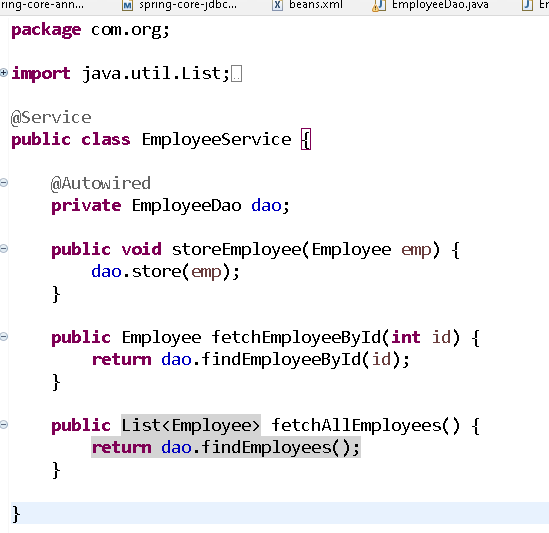 ring-core-ann... spring-core-jdbc... beans.xml EmployeeDao.java
package com.org;
import java.util.List;
@Service
public class EmployeeService {
@Autowired
private EmployeeDao dao;
public void storeEmployee(Employee emp) {
dao.store(emp);
}
public Employee fetchEmployeeById(int id) {
return dao.findEmployeeById(id);
}
public List<Employee> fetchAllEmployees() {
return dao.findEmployees();
}
}